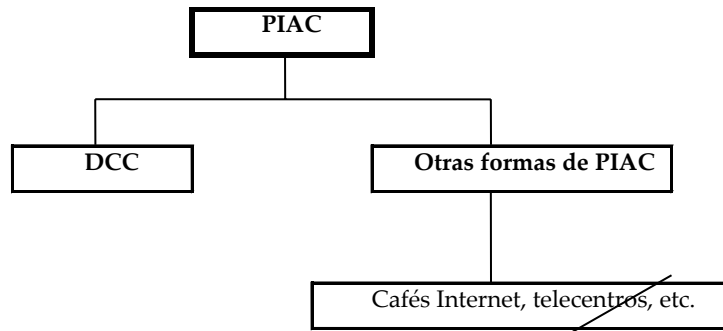 PIAC
DCC
Otras formas de PIAC
Cafés Internet, telecentros, etc.